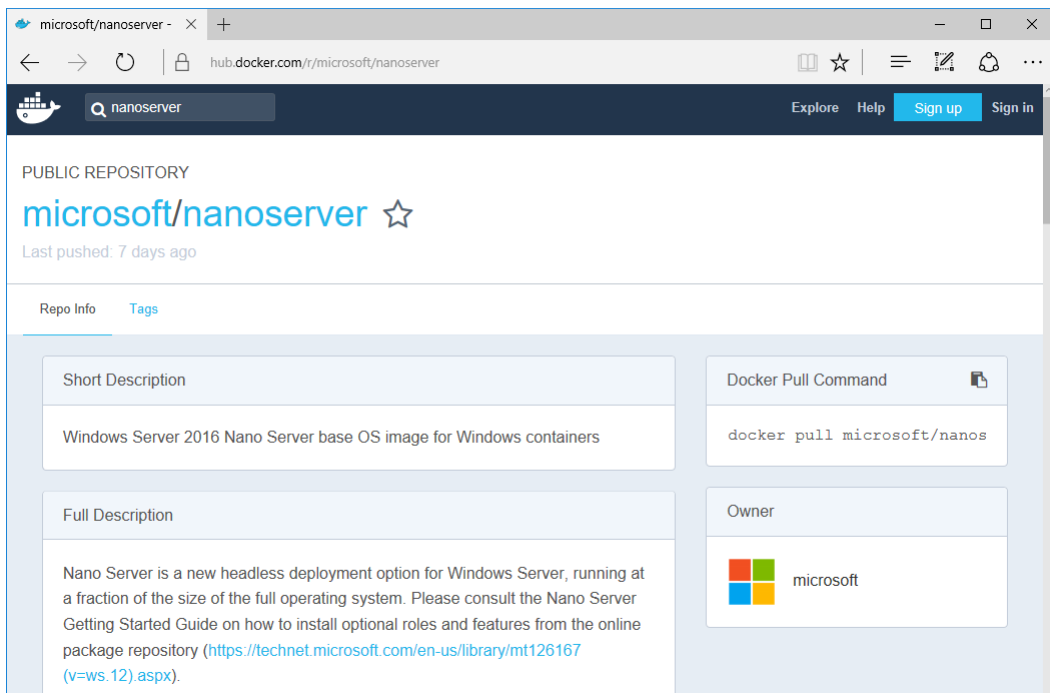 microsoft/nanoserver -
hub.docker.com/r/microsoft/nanoserver
nanoserver
Explore Help Sign up Sign in
PUBLIC REPOSITORY
microsoft/nanoserver
Last pushed: 7 days ago
Repo Info Tags
Short Description
Windows Server 2016 Nano Server base OS image for Windows containers
Full Description
Nano Server is a new headless deployment option for Windows Server, running at
a fraction of the size of the full operating system. Please consult the Nano Server
Getting Started Guide on how to install optional roles and features from the online
package repository (https://technet.microsoft.com/en-us/library/mt126167
(v=ws.12).aspx).
Docker Pull Command
docker pull microsoft/nanos
Owner
microsoft